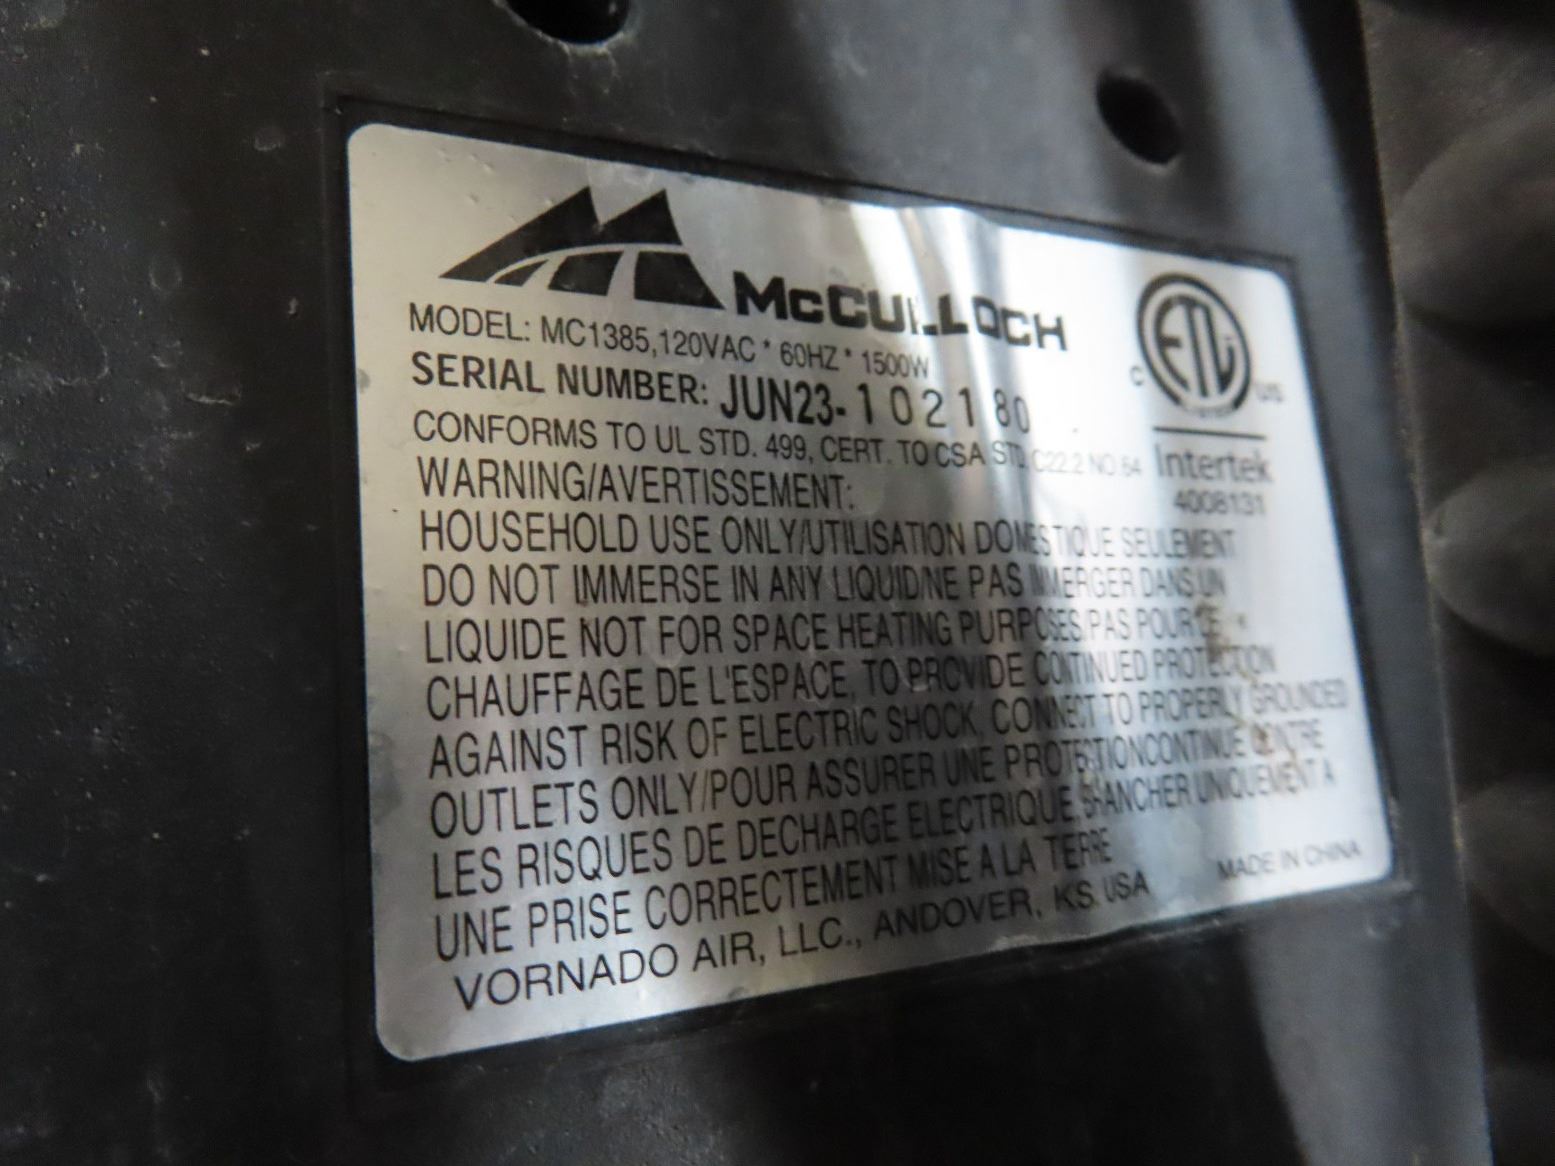 McCULLOCH
MODEL: MC1385,120VAC * 60HZ * 1500W
SERIAL NUMBER: JUN23-102180
CONFORMS TO UL STD. 499, CERT. TO CSA STD. C22.2 NO.64
C ETL US
Intertek
4008131
WARNING/AVERTISSEMENT:
HOUSEHOLD USE ONLY/UTILISATION DOMESTIQUE SEULEMENT
DO NOT IMMERSE IN ANY LIQUID/NE PAS IMMERGER DANS UN
LIQUIDE NOT FOR SPACE HEATING PURPOSES/PAS POUR LE
CHAUFFAGE DE L'ESPACE, TO PROVIDE CONTINUED PROTECTION
AGAINST RISK OF ELECTRIC SHOCK, CONNECT TO PROPERLY GROUNDED
OUTLETS ONLY/POUR ASSURER UNE PROTECTIONCONTINUE CONTRE
LES RISQUES DE DECHARGE ELECTRIQUE, BRANCHER UNIQUEMENT A
UNE PRISE CORRECTEMENT MISE A LA TERRE
VORNADO AIR, LLC., ANDOVER, KS. USA
MADE IN CHINA